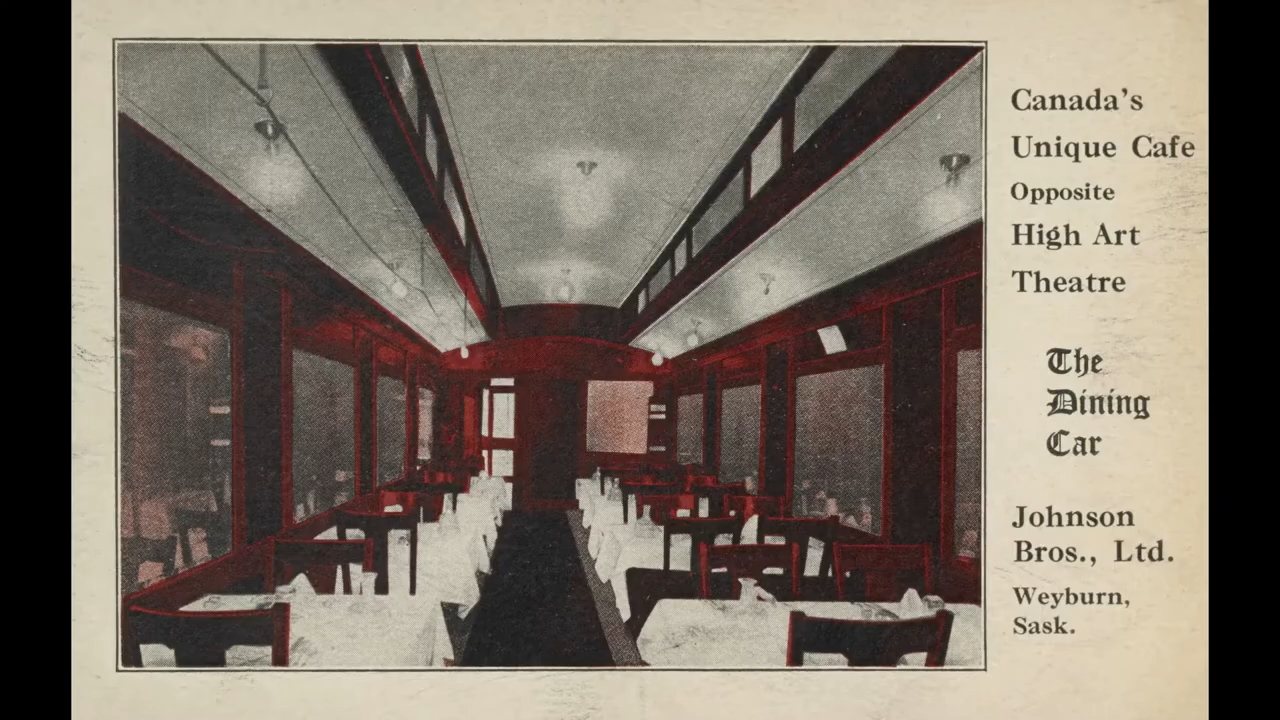 Canada's
Unique Cafe
Opposite
High Art
Theatre
The
Dining
Car
Johnson
Bros., Ltd.
Weyburn,
Sask.